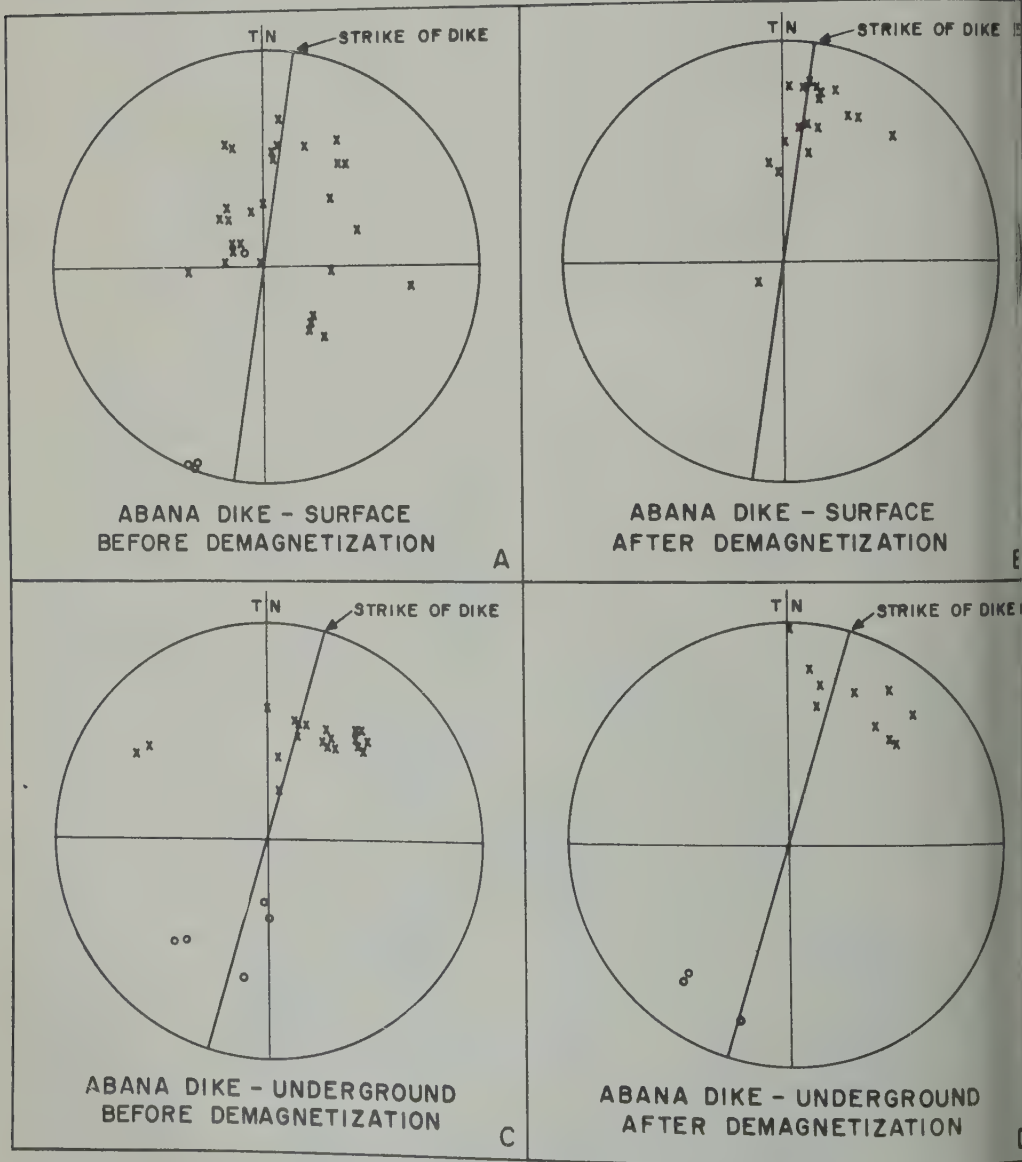 T N STRIKE OF DIKE
ABANA DIKE - SURFACE
BEFORE DEMAGNETIZATION
A
T N STRIKE OF DIKE
ABANA DIKE - SURFACE
AFTER DEMAGNETIZATION
T N STRIKE OF DIKE
ABANA DIKE - UNDERGROUND
BEFORE DEMAGNETIZATION
C
T N STRIKE OF DIKE
ABANA DIKE - UNDERGROUND
AFTER DEMAGNETIZATION